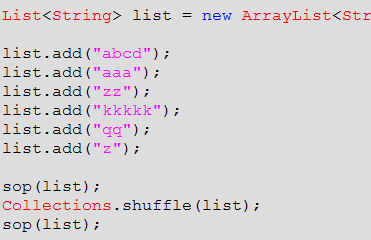 List<String> list = new ArrayList<Str
list.add("abcd");
list.add("aaa");
list.add("zz");
list.add("kkkkk");
list.add("qq");
list.add("z");
sop(list);
Collections.shuffle(list);
sop(list);